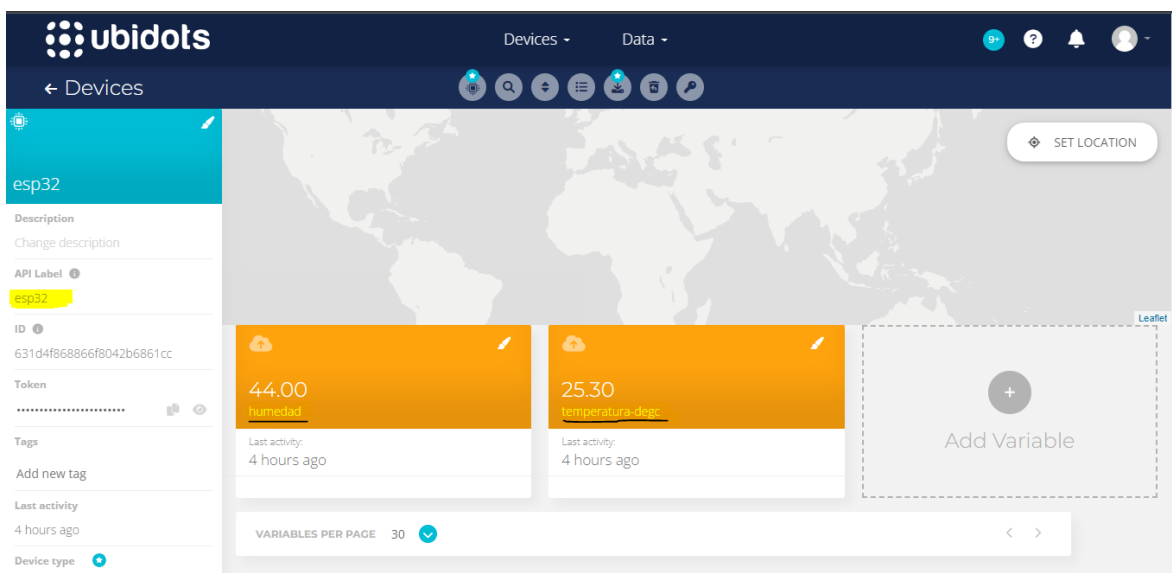 ubidots
Devices
Data
9+
?
← Devices
esp32
SET LOCATION
Description
Change description
API Label
esp32
ID
631d4f868866f8042b6861cc
Token
························
Tags
Add new tag
Last activity
4 hours ago
Device type
Leaflet
44.00
humedad
Last activity:
4 hours ago
25.30
temperatura-degc
Last activity:
4 hours ago
+
Add Variable
VARIABLES PER PAGE 30